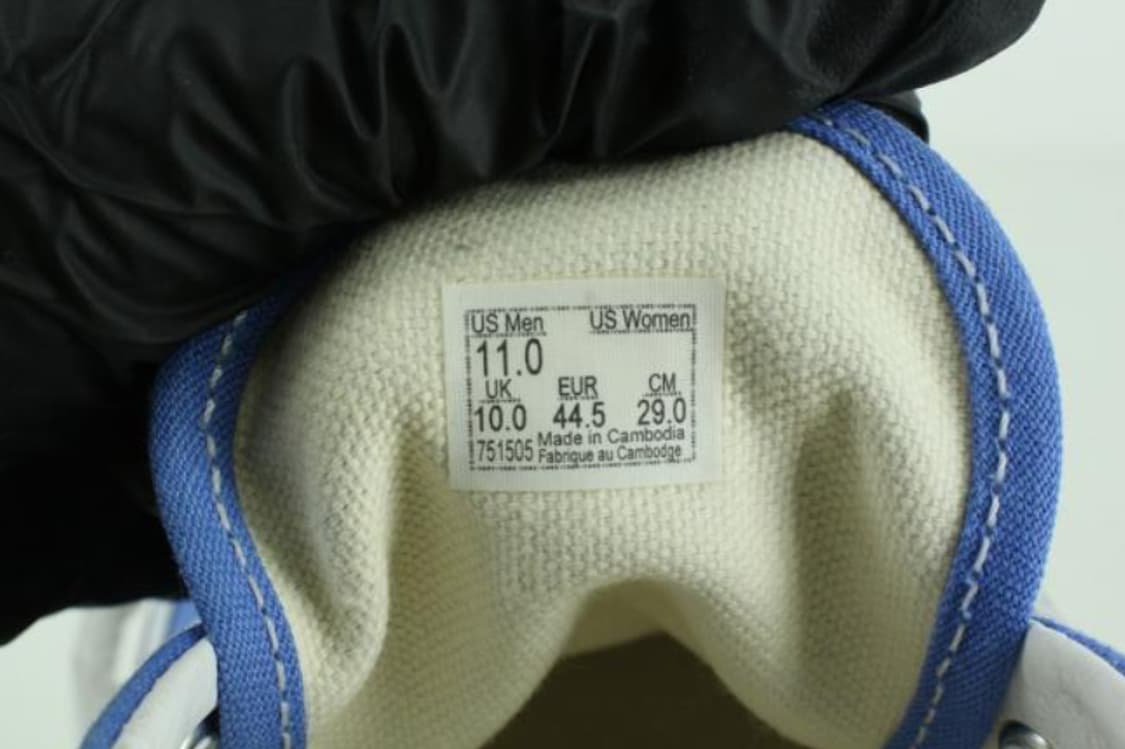 US Men US Women
11.0
UK EUR CM
10.0 44.5 29.0
751505 Made in Cambodia
Fabrique au Cambodge